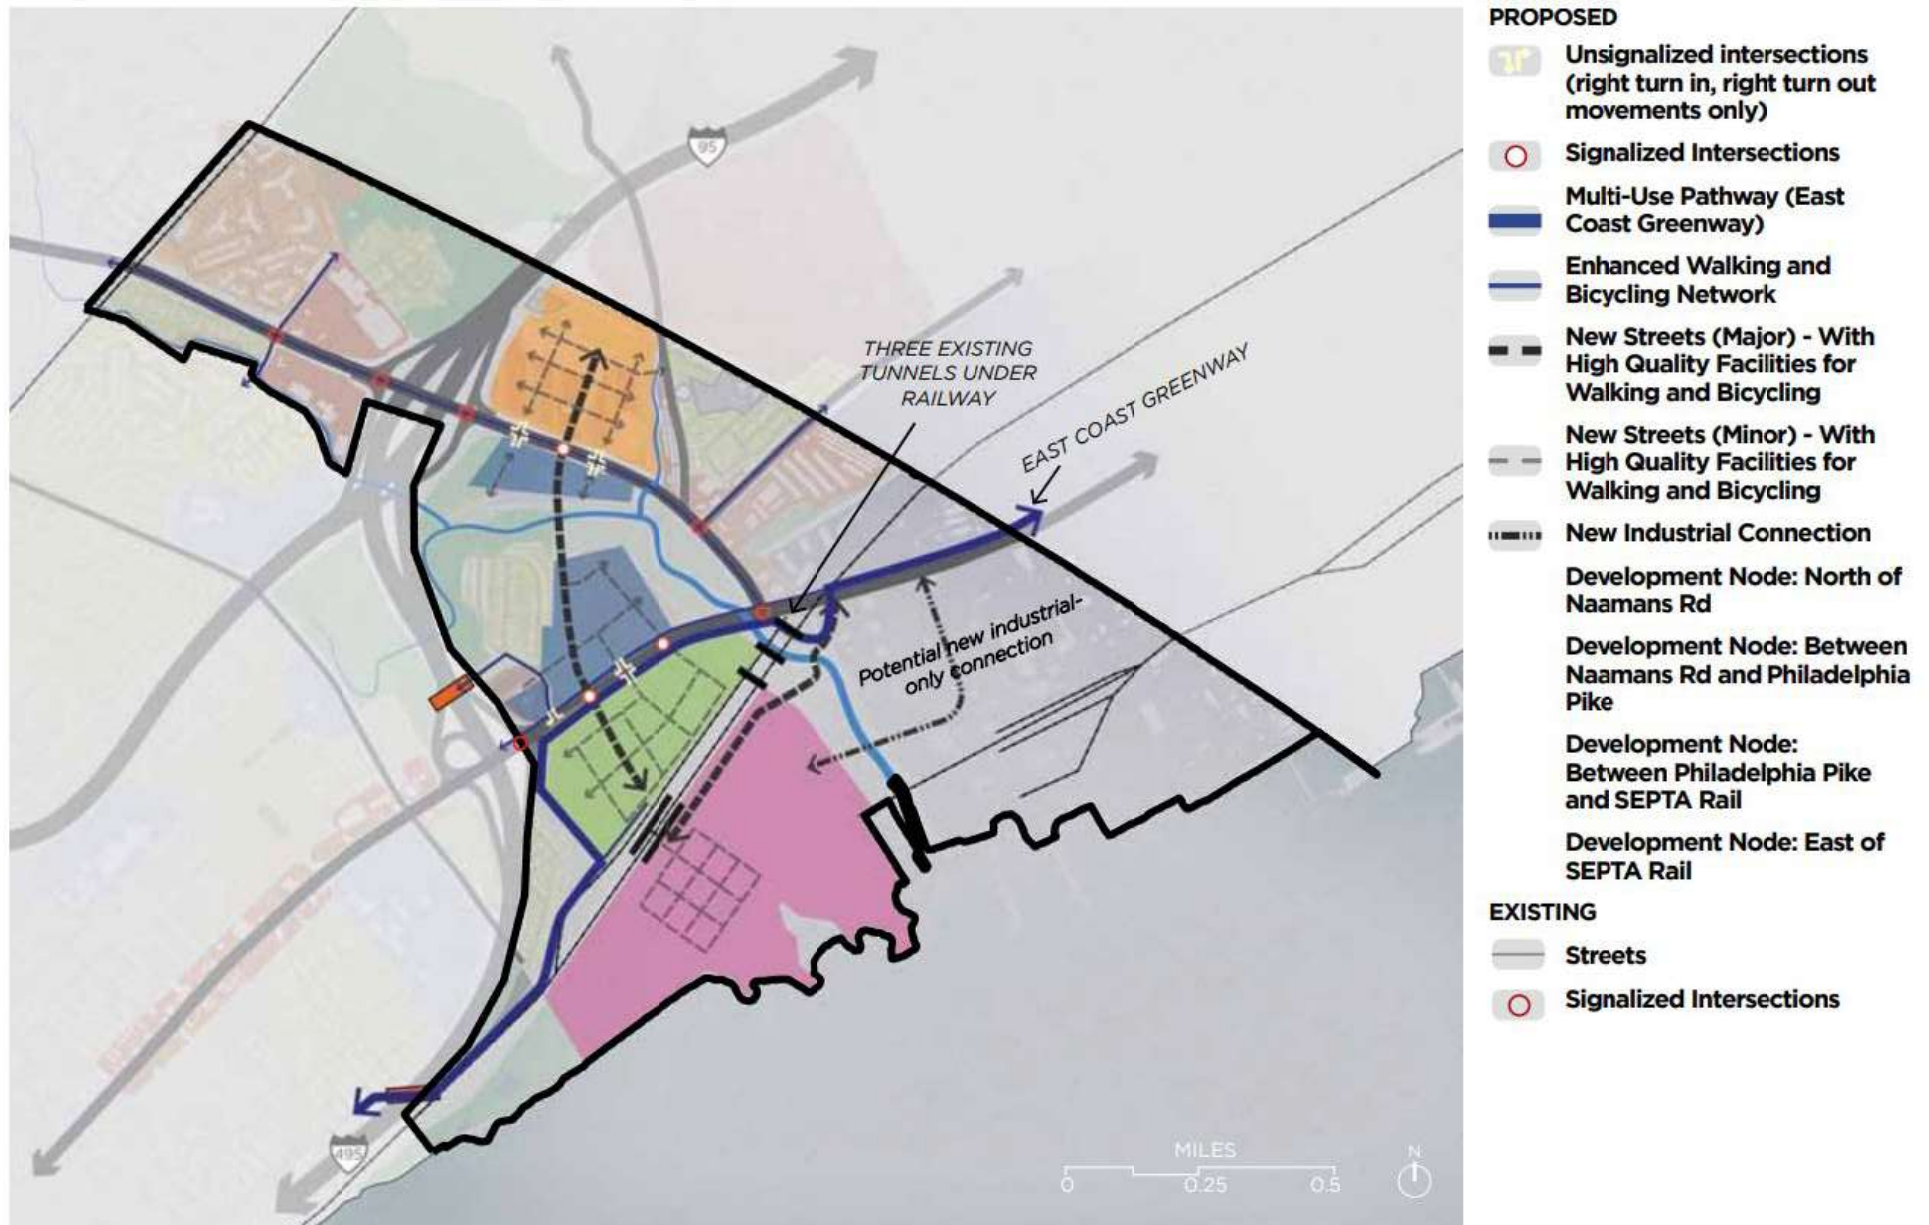 95
THREE EXISTING
TUNNELS UNDER
RAILWAY
EAST COAST GREENWAY
Potential new industrial-
only connection
495
MILES
0
0.25
0.5
N
PROPOSED
Unsignalized intersections
(right turn in, right turn out
movements only)
Signalized Intersections
Multi-Use Pathway (East
Coast Greenway)
Enhanced Walking and
Bicycling Network
New Streets (Major) - With
High Quality Facilities for
Walking and Bicycling
New Streets (Minor) - With
High Quality Facilities for
Walking and Bicycling
New Industrial Connection
Development Node: North of
Naamans Rd
Development Node: Between
Naamans Rd and Philadelphia
Pike
Development Node:
Between Philadelphia Pike
and SEPTA Rail
Development Node: East of
SEPTA Rail
EXISTING
Streets
Signalized Intersections